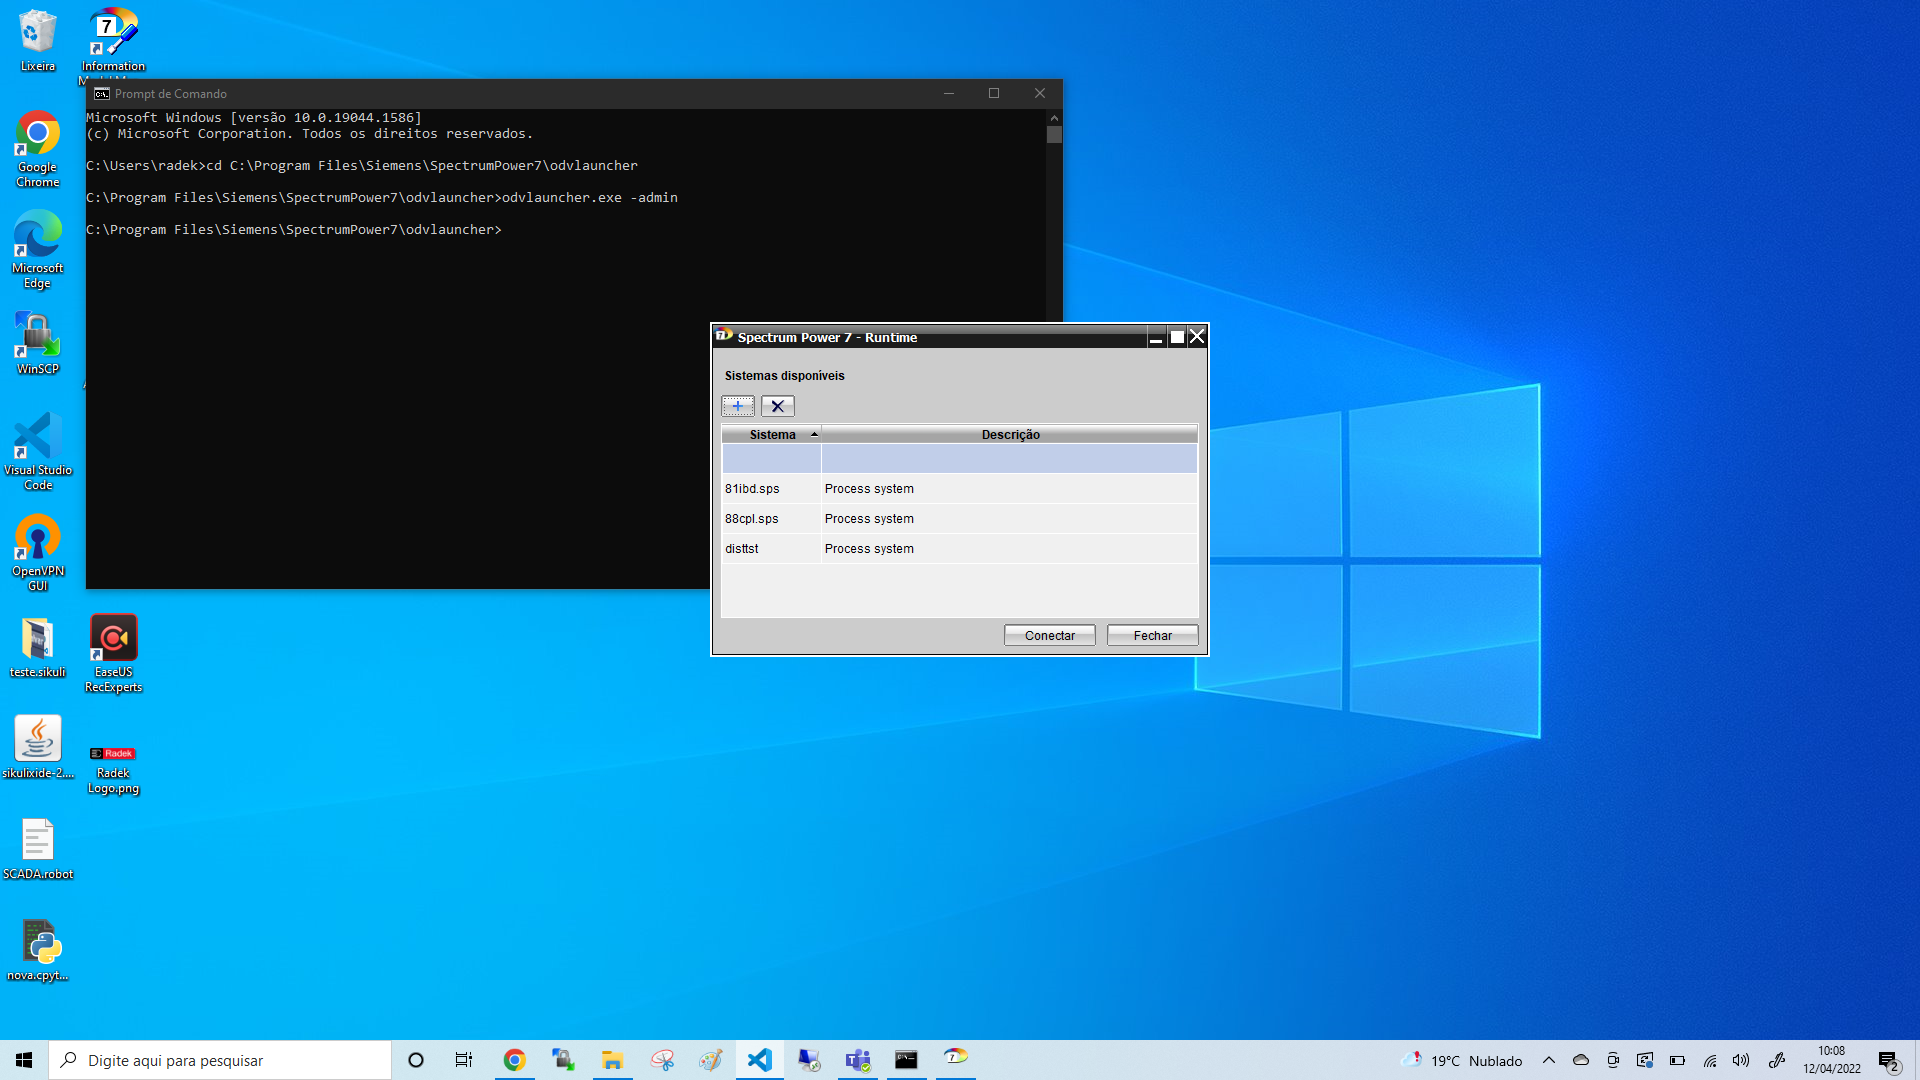 Lixeira
Information
Google
Chrome
Microsoft
Edge
WinSCP
Visual Studio
Code
OpenVPN
GUI
teste.sikuli
EaseUS
RecExperts
sikulixide-2....
Radek
Radek
Logo.png
SCADA.robot
nova.cpyt...
Prompt de Comando
Microsoft Windows [versão 10.0.19044.1586]
(c) Microsoft Corporation. Todos os direitos reservados.
C:\Users\radek>cd C:\Program Files\Siemens\SpectrumPower7\odvlauncher
C:\Program Files\Siemens\SpectrumPower7\odvlauncher>odvlauncher.exe -admin
C:\Program Files\Siemens\SpectrumPower7\odvlauncher>
Spectrum Power 7 - Runtime
Sistemas disponíveis
Sistema Descrição
81ibd.sps Process system
88cpl.sps Process system
disttst Process system
Conectar Fechar
Digite aqui para pesquisar
19°C Nublado
10:08
12/04/2022
2